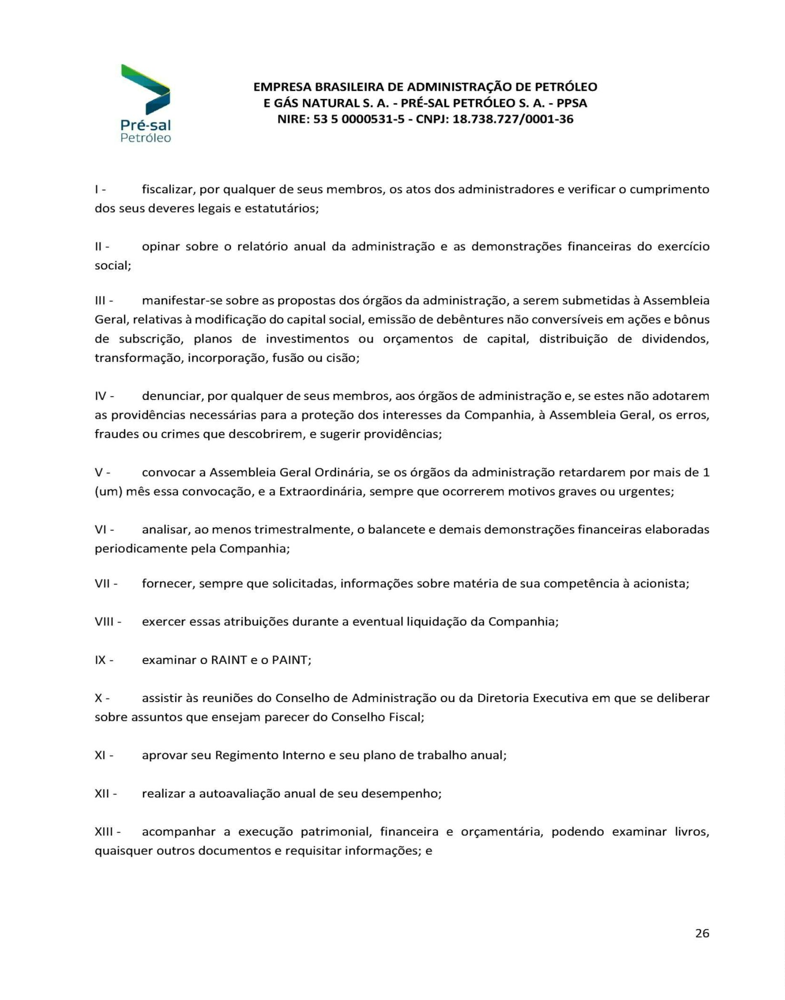 Pré-sal
Petróleo
EMPRESA BRASILEIRA DE ADMINISTRAÇÃO DE PETRÓLEO
E GÁS NATURAL S. A. - PRÉ-SAL PETRÓLEO S. A. - PPSA
NIRE: 53 5 0000531-5 - CNPJ: 18.738.727/0001-36
I - fiscalizar, por qualquer de seus membros, os atos dos administradores e verificar o cumprimento
dos seus deveres legais e estatutários;
II - opinar sobre o relatório anual da administração e as demonstrações financeiras do exercício
social;
III - manifestar-se sobre as propostas dos órgãos da administração, a serem submetidas à Assembleia
Geral, relativas à modificação do capital social, emissão de debêntures não conversíveis em ações e bônus
de subscrição, planos de investimentos ou orçamentos de capital, distribuição de dividendos,
transformação, incorporação, fusão ou cisão;
IV - denunciar, por qualquer de seus membros, aos órgãos de administração e, se estes não adotarem
as providências necessárias para a proteção dos interesses da Companhia, à Assembleia Geral, os erros,
fraudes ou crimes que descobrirem, e sugerir providências;
V - convocar a Assembleia Geral Ordinária, se os órgãos da administração retardarem por mais de 1
(um) mês essa convocação, e a Extraordinária, sempre que ocorrerem motivos graves ou urgentes;
VI - analisar, ao menos trimestralmente, o balancete e demais demonstrações financeiras elaboradas
periodicamente pela Companhia;
VII - fornecer, sempre que solicitadas, informações sobre matéria de sua competência à acionista;
VIII - exercer essas atribuições durante a eventual liquidação da Companhia;
IX - examinar o RAINT e o PAINT;
X - assistir às reuniões do Conselho de Administração ou da Diretoria Executiva em que se deliberar
sobre assuntos que ensejam parecer do Conselho Fiscal;
XI - aprovar seu Regimento Interno e seu plano de trabalho anual;
XII - realizar a autoavaliação anual de seu desempenho;
XIII - acompanhar a execução patrimonial, financeira e orçamentária, podendo examinar livros,
quaisquer outros documentos e requisitar informações; e
26